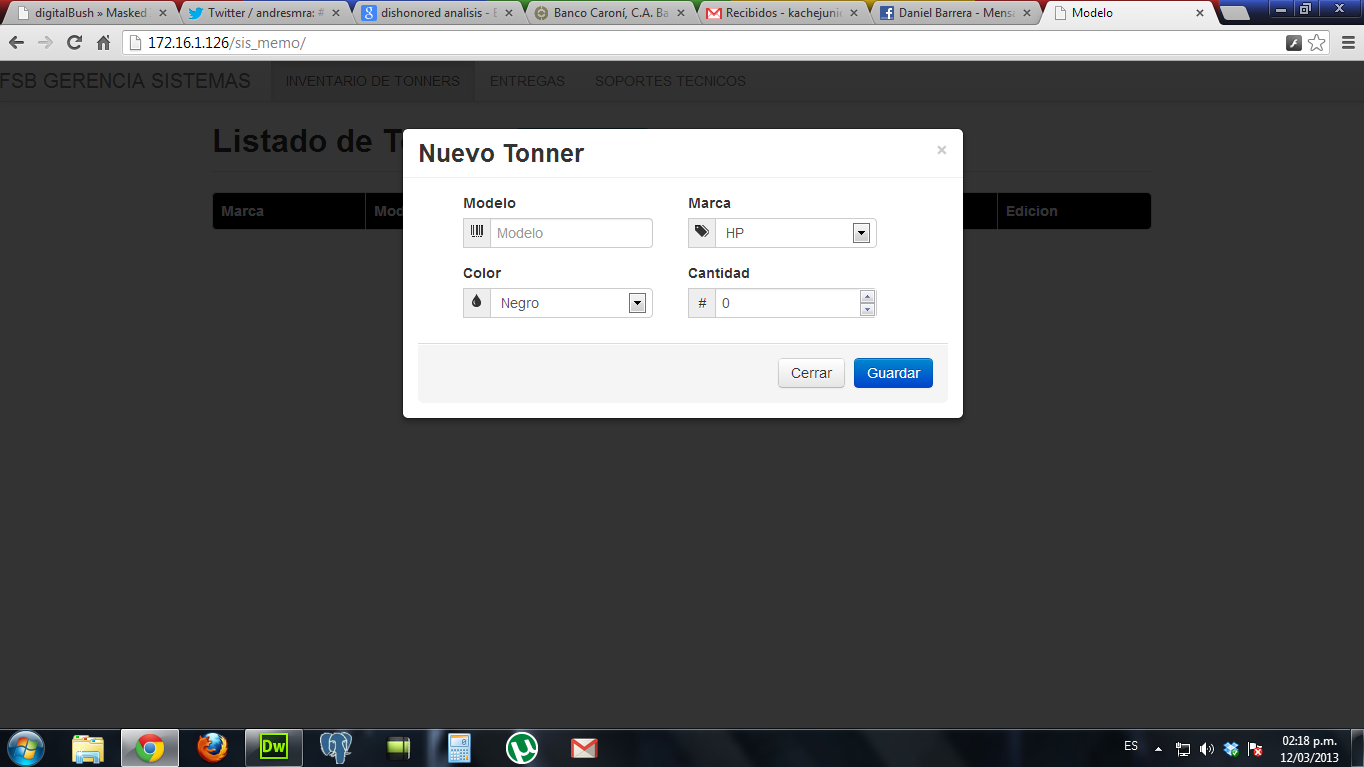 digitalBush » Masked
Twitter / andresmra: #
dishonored analisis - B
Banco Caroní, C.A. Ba
Recibidos - kachejuni
Daniel Barrera - Mensa
Modelo
172.16.1.126/sis_memo/
FSB GERENCIA SISTEMAS
INVENTARIO DE TONNERS
ENTREGAS
SOPORTES TECNICOS
Listado de T
Nuevo Tonner
×
Marca
Mod
Edicion
Modelo
Marca
Modelo
HP
Color
Cantidad
Negro
# 0
Cerrar
Guardar
Dw
ES
02:18 p.m.
12/03/2013